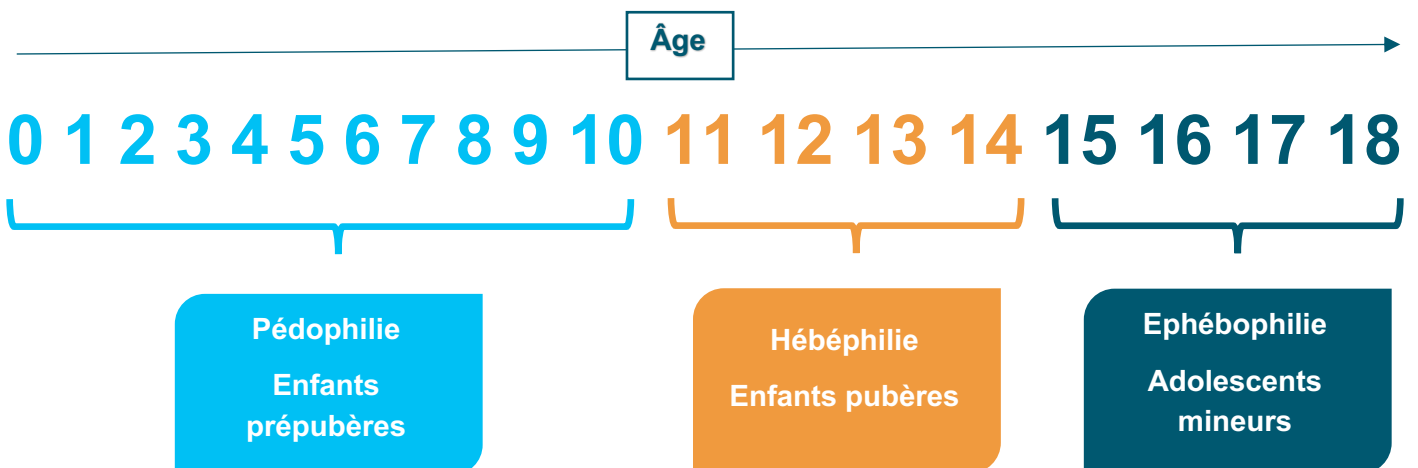 Âge
0 1 2 3 4 5 6 7 8 9 10 11 12 13 14 15 16 17 18
Pédophilie
Enfants
prépubères
Hébéphilie
Enfants pubères
Ephébophilie
Adolescents
mineurs